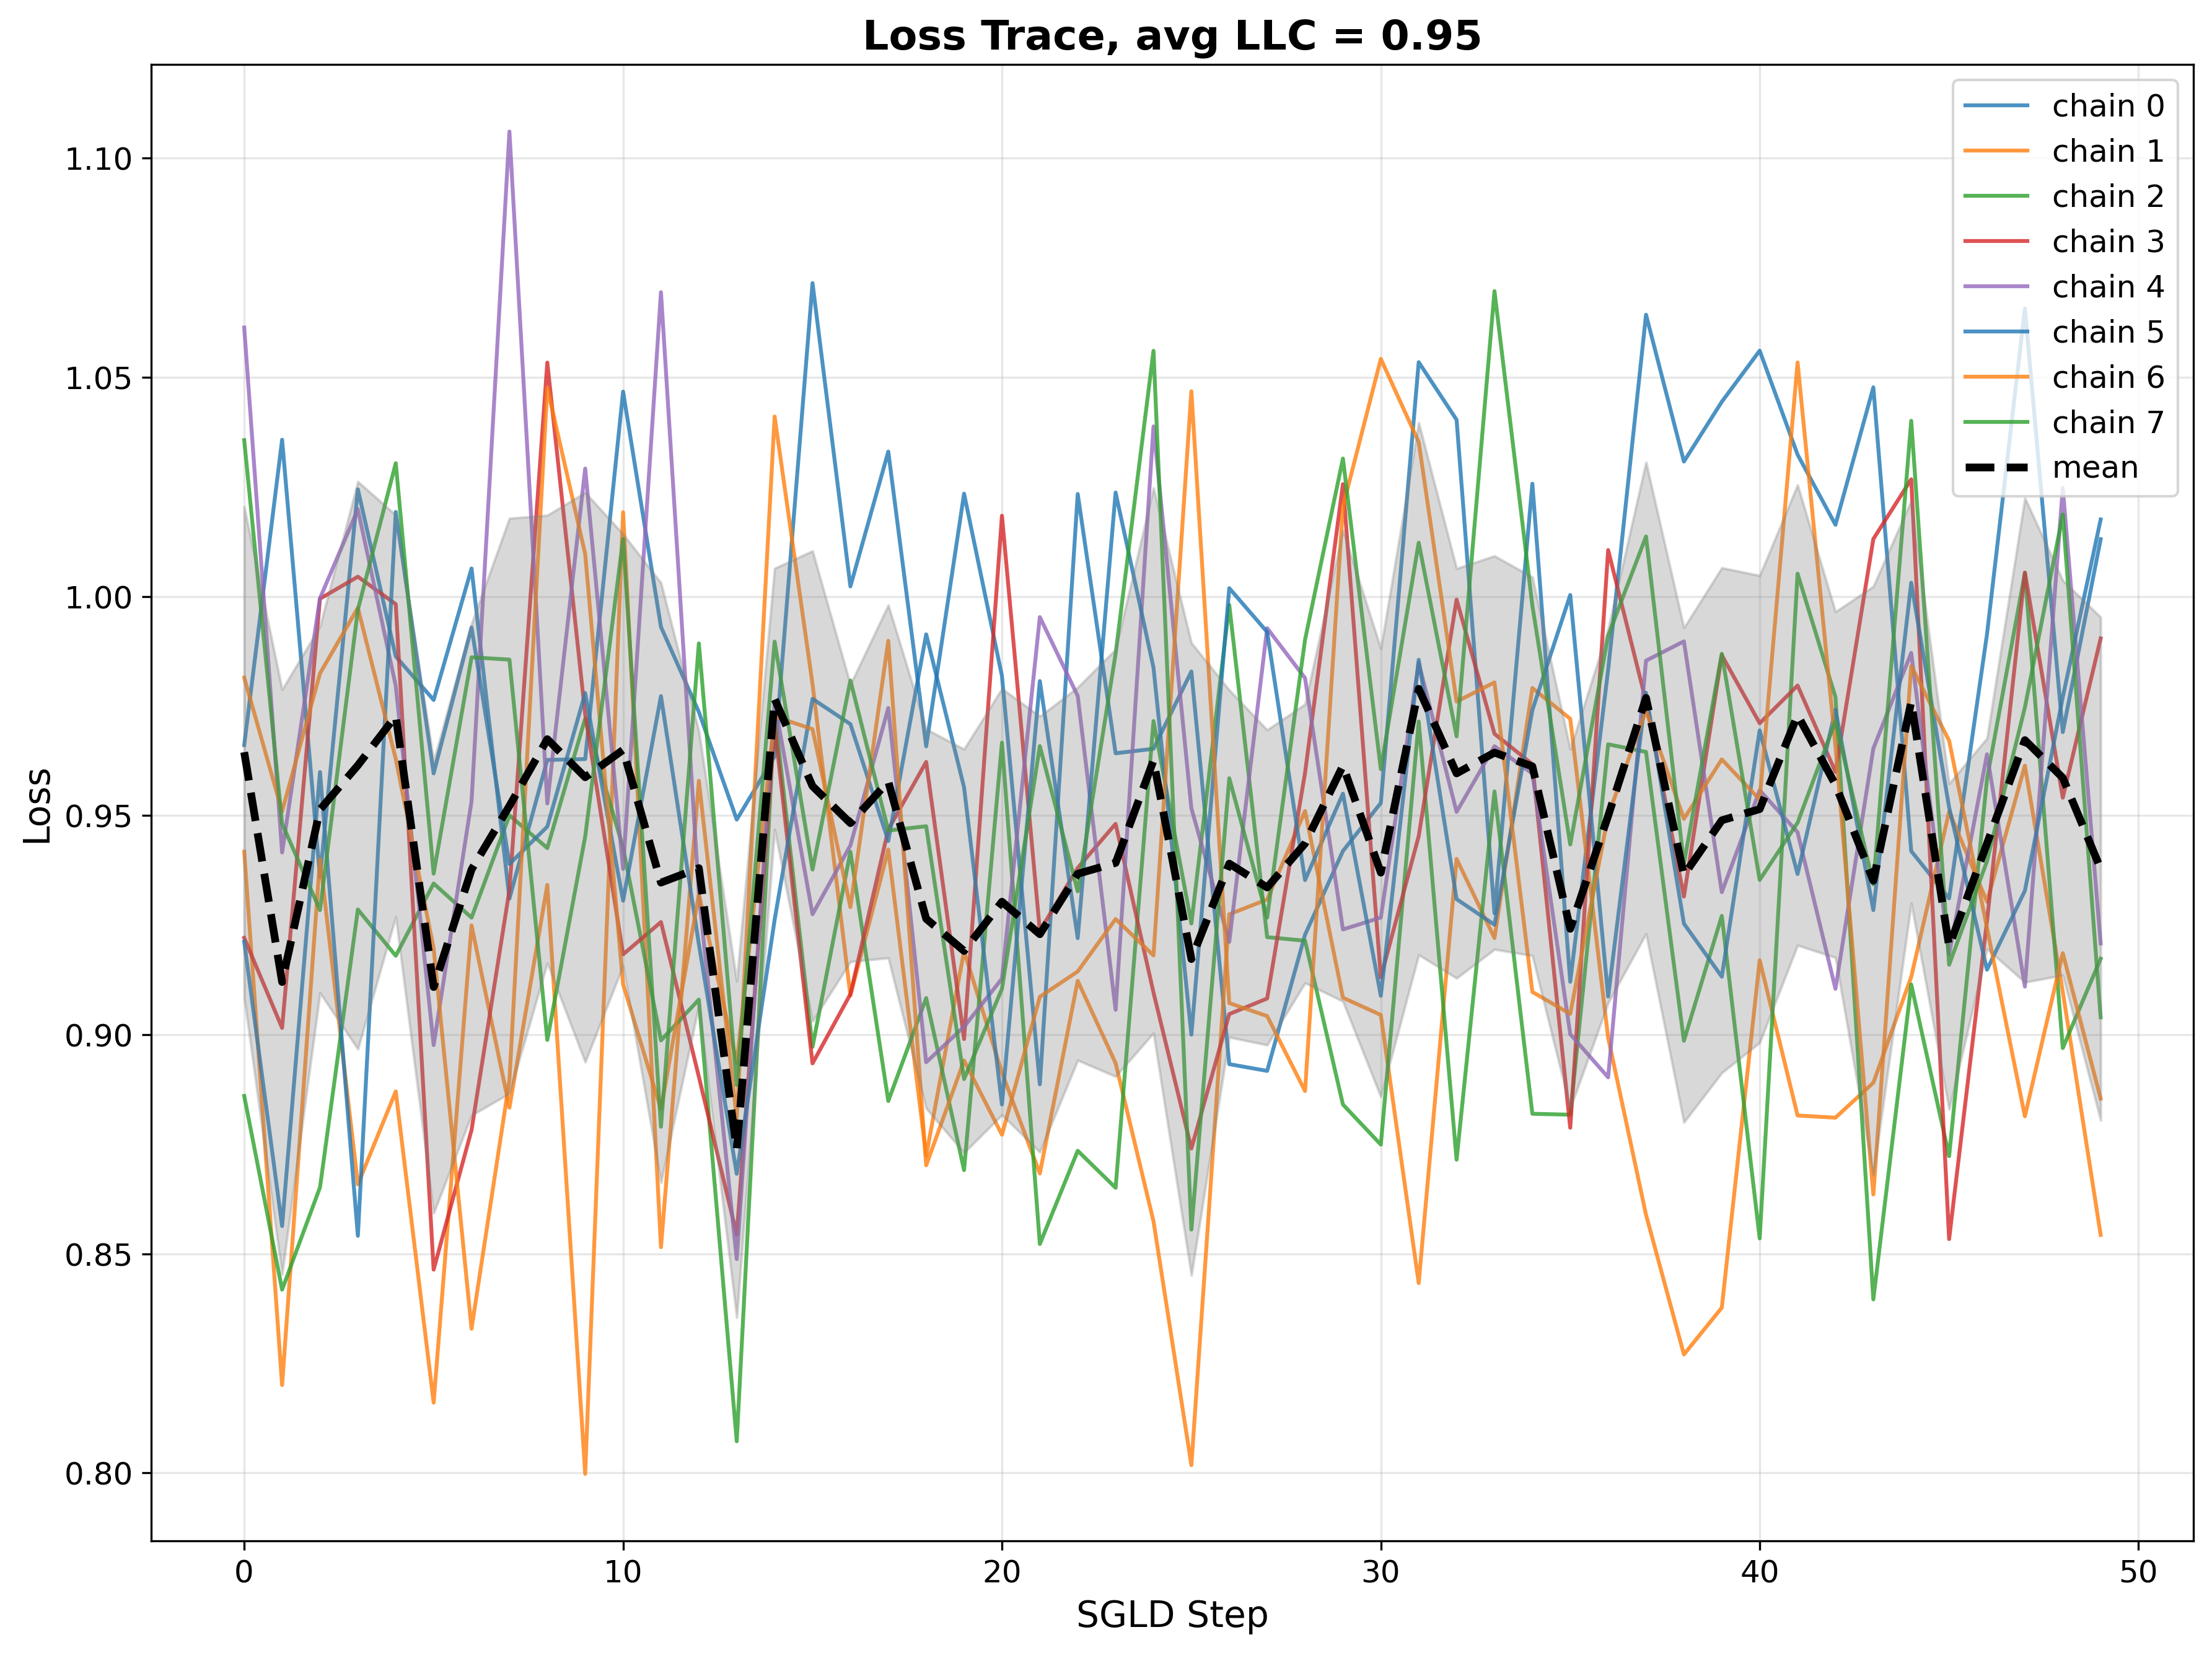 Loss Trace, avg LLC = 0.95
chain 0
chain 1
chain 2
chain 3
chain 4
chain 5
chain 6
chain 7
mean
Loss
1.10
1.05
1.00
0.95
0.90
0.85
0.80
0
10
20
30
40
50
SGLD Step